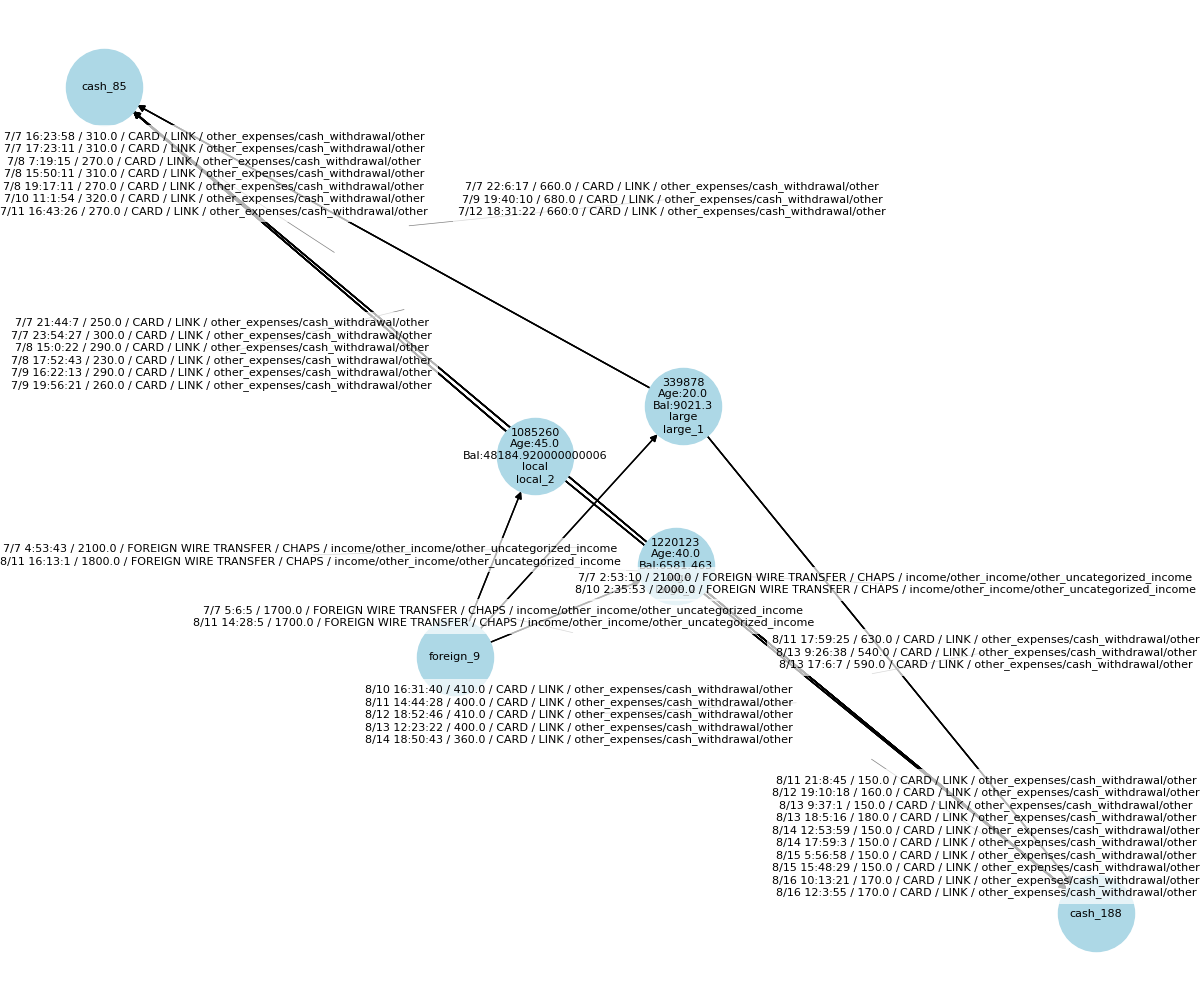 cash_85
7/7 16:23:58 / 310.0 / CARD / LINK / other_expenses/cash_withdrawal/other
7/7 17:23:11 / 310.0 / CARD / LINK / other_expenses/cash_withdrawal/other
7/8 7:19:15 / 270.0 / CARD / LINK / other_expenses/cash_withdrawal/other
7/8 15:50:11 / 310.0 / CARD / LINK / other_expenses/cash_withdrawal/other
7/8 19:17:11 / 270.0 / CARD / LINK / other_expenses/cash_withdrawal/other
7/10 11:1:54 / 320.0 / CARD / LINK / other_expenses/cash_withdrawal/other
7/11 16:43:26 / 270.0 / CARD / LINK / other_expenses/cash_withdrawal/other
7/7 22:6:17 / 660.0 / CARD / LINK / other_expenses/cash_withdrawal/other
7/9 19:40:10 / 680.0 / CARD / LINK / other_expenses/cash_withdrawal/other
7/12 18:31:22 / 660.0 / CARD / LINK / other_expenses/cash_withdrawal/other
7/7 21:44:7 / 250.0 / CARD / LINK / other_expenses/cash_withdrawal/other
7/7 23:54:27 / 300.0 / CARD / LINK / other_expenses/cash_withdrawal/other
7/8 15:0:22 / 290.0 / CARD / LINK / other_expenses/cash_withdrawal/other
7/8 17:52:43 / 230.0 / CARD / LINK / other_expenses/cash_withdrawal/other
7/9 16:22:13 / 290.0 / CARD / LINK / other_expenses/cash_withdrawal/other
7/9 19:56:21 / 260.0 / CARD / LINK / other_expenses/cash_withdrawal/other
339878
Age:20.0
Bal:9021.3
large
large_1
1085260
Age:45.0
Bal:48184.920000000006
local
local_2
1220123
Age:40.0
Bal:6581.463
7/7 4:53:43 / 2100.0 / FOREIGN WIRE TRANSFER / CHAPS / income/other_income/other_uncategorized_income
8/11 16:13:1 / 1800.0 / FOREIGN WIRE TRANSFER / CHAPS / income/other_income/other_uncategorized_income
7/7 2:53:10 / 2100.0 / FOREIGN WIRE TRANSFER / CHAPS / income/other_income/other_uncategorized_income
8/10 2:35:53 / 2000.0 / FOREIGN WIRE TRANSFER / CHAPS / income/other_income/other_uncategorized_income
7/7 5:6:5 / 1700.0 / FOREIGN WIRE TRANSFER / CHAPS / income/other_income/other_uncategorized_income
8/11 14:28:5 / 1700.0 / FOREIGN WIRE TRANSFER / CHAPS / income/other_income/other_uncategorized_income
foreign_9
8/11 17:59:25 / 630.0 / CARD / LINK / other_expenses/cash_withdrawal/other
8/13 9:26:38 / 540.0 / CARD / LINK / other_expenses/cash_withdrawal/other
8/13 17:6:7 / 590.0 / CARD / LINK / other_expenses/cash_withdrawal/other
8/10 16:31:40 / 410.0 / CARD / LINK / other_expenses/cash_withdrawal/other
8/11 14:44:28 / 400.0 / CARD / LINK / other_expenses/cash_withdrawal/other
8/12 18:52:46 / 410.0 / CARD / LINK / other_expenses/cash_withdrawal/other
8/13 12:23:22 / 400.0 / CARD / LINK / other_expenses/cash_withdrawal/other
8/14 18:50:43 / 360.0 / CARD / LINK / other_expenses/cash_withdrawal/other
8/11 21:8:45 / 150.0 / CARD / LINK / other_expenses/cash_withdrawal/other
8/12 19:10:18 / 160.0 / CARD / LINK / other_expenses/cash_withdrawal/other
8/13 9:37:1 / 150.0 / CARD / LINK / other_expenses/cash_withdrawal/other
8/13 18:5:16 / 180.0 / CARD / LINK / other_expenses/cash_withdrawal/other
8/14 12:53:59 / 150.0 / CARD / LINK / other_expenses/cash_withdrawal/other
8/14 17:59:3 / 150.0 / CARD / LINK / other_expenses/cash_withdrawal/other
8/15 5:56:58 / 150.0 / CARD / LINK / other_expenses/cash_withdrawal/other
8/15 15:48:29 / 150.0 / CARD / LINK / other_expenses/cash_withdrawal/other
8/16 10:13:21 / 170.0 / CARD / LINK / other_expenses/cash_withdrawal/other
8/16 12:3:55 / 170.0 / CARD / LINK / other_expenses/cash_withdrawal/other
cash_188